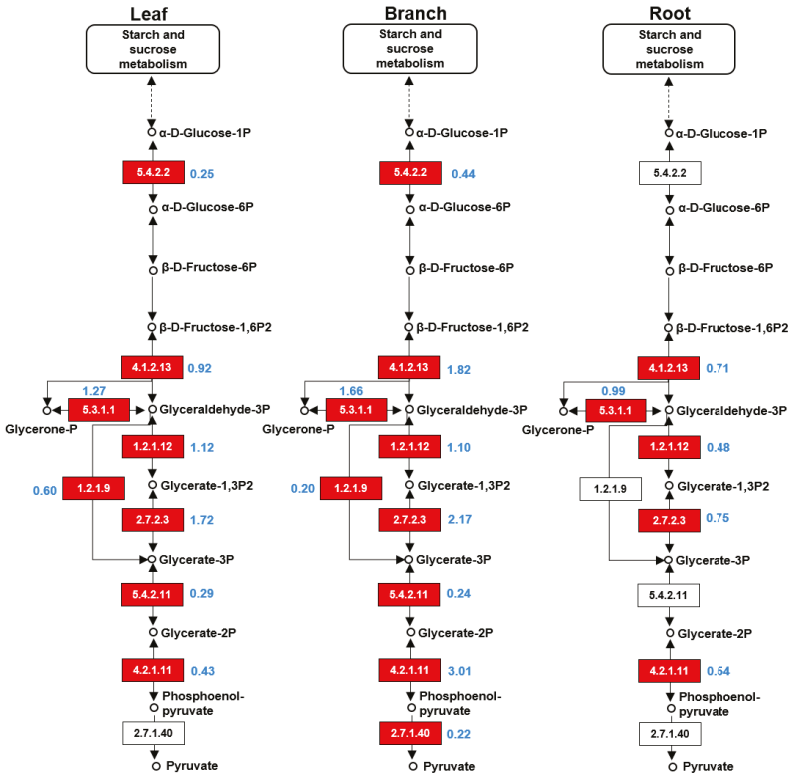 Leaf
Starch and
sucrose
metabolism
α-D-Glucose-1P
5.4.2.2
0.25
α-D-Glucose-6P
β-D-Fructose-6P
β-D-Fructose-1,6P2
4.1.2.13
0.92
1.27
5.3.1.1
Glycerone-P
Glyceraldehyde-3P
1.2.1.12
1.12
0.60
1.2.1.9
Glycerate-1,3P2
2.7.2.3
1.72
Glycerate-3P
5.4.2.11
0.29
Glycerate-2P
4.2.1.11
0.43
Phosphoenol-
pyruvate
2.7.1.40
Pyruvate
Branch
Starch and
sucrose
metabolism
α-D-Glucose-1P
5.4.2.2
0.44
α-D-Glucose-6P
β-D-Fructose-6P
β-D-Fructose-1,6P2
4.1.2.13
1.82
1.66
5.3.1.1
Glycerone-P
Glyceraldehyde-3P
1.2.1.12
1.10
0.20
1.2.1.9
Glycerate-1,3P2
2.7.2.3
2.17
Glycerate-3P
5.4.2.11
0.24
Glycerate-2P
4.2.1.11
3.01
Phosphoenol-
pyruvate
2.7.1.40
0.22
Pyruvate
Root
Starch and
sucrose
metabolism
α-D-Glucose-1P
5.4.2.2
α-D-Glucose-6P
β-D-Fructose-6P
β-D-Fructose-1,6P2
4.1.2.13
0.71
0.99
5.3.1.1
Glycerone-P
Glyceraldehyde-3P
1.2.1.12
0.48
1.2.1.9
Glycerate-1,3P2
2.7.2.3
0.75
Glycerate-3P
5.4.2.11
Glycerate-2P
4.2.1.11
0.54
Phosphoenol-
pyruvate
2.7.1.40
Pyruvate